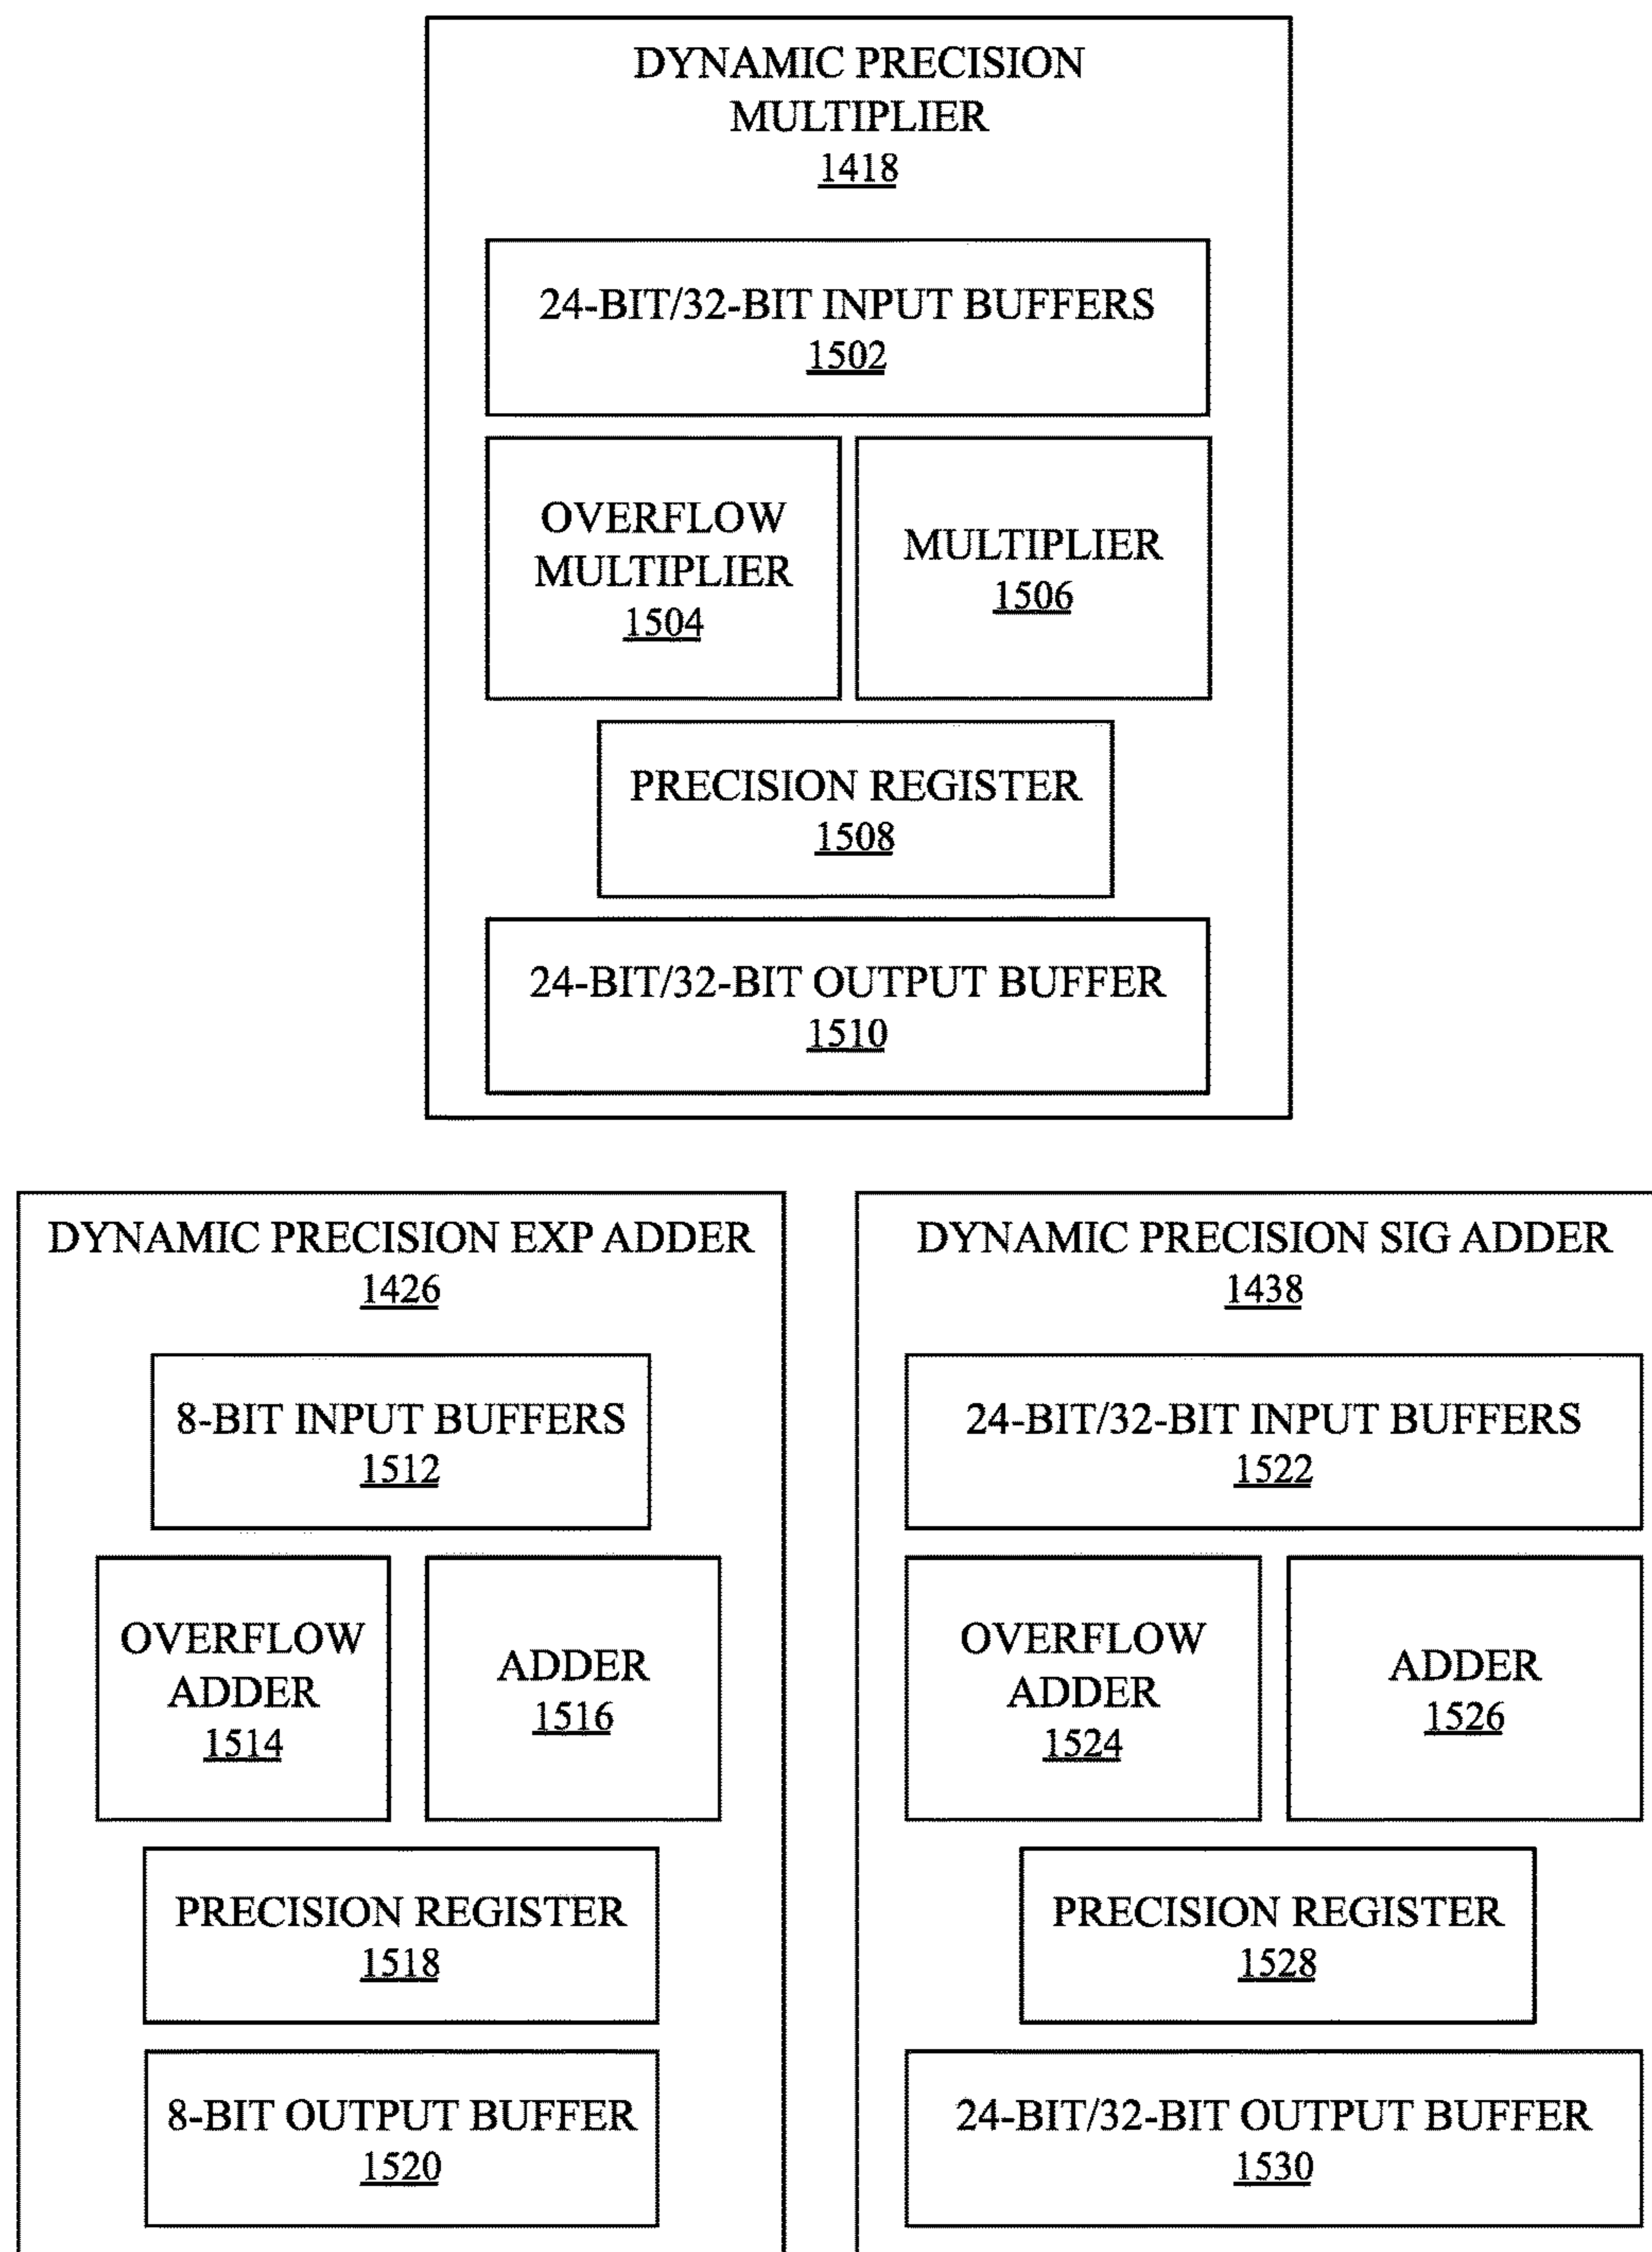 DYNAMIC PRECISION
MULTIPLIER
1418
24-BIT/32-BIT INPUT BUFFERS
1502
OVERFLOW
MULTIPLIER
1504
MULTIPLIER
1506
PRECISION REGISTER
1508
24-BIT/32-BIT OUTPUT BUFFER
1510
DYNAMIC PRECISION EXP ADDER
1426
8-BIT INPUT BUFFERS
1512
OVERFLOW
ADDER
1514
ADDER
1516
PRECISION REGISTER
1518
8-BIT OUTPUT BUFFER
1520
DYNAMIC PRECISION SIG ADDER
1438
24-BIT/32-BIT INPUT BUFFERS
1522
OVERFLOW
ADDER
1524
ADDER
1526
PRECISION REGISTER
1528
24-BIT/32-BIT OUTPUT BUFFER
1530